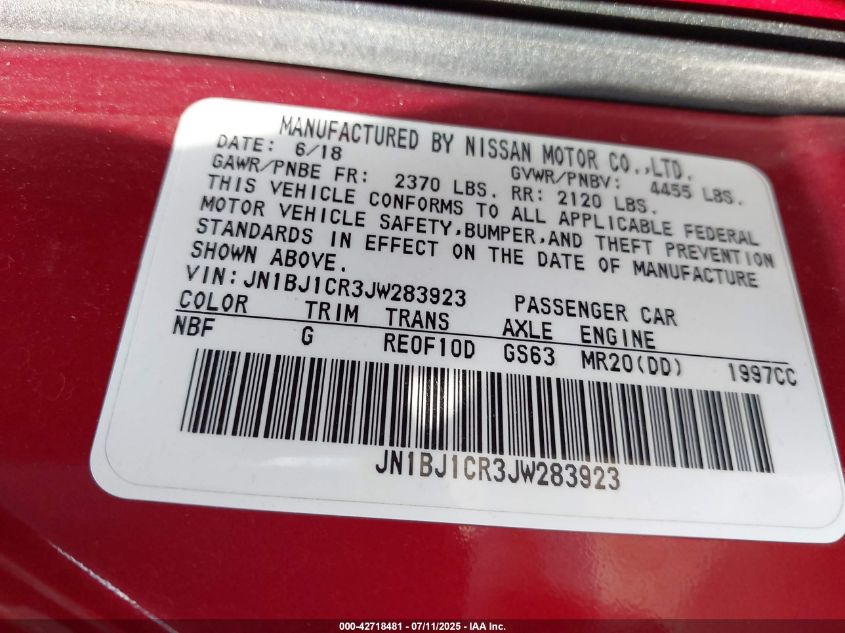 MANUFACTURED BY NISSAN MOTOR CO.,LTD.
DATE: 6/18 GVWR/PNBV: 4455 LBS.
GAWR/PNBE FR: 2370 LBS. RR: 2120 LBS.
THIS VEHICLE CONFORMS TO ALL APPLICABLE FEDERAL
MOTOR VEHICLE SAFETY,BUMPER,AND THEFT PREVENTION
STANDARDS IN EFFECT ON THE DATE OF MANUFACTURE
SHOWN ABOVE.
VIN:JN1BJ1CR3JW283923 PASSENGER CAR
COLOR TRIM TRANS AXLE ENGINE
NBF G RE0F10D GS63 MR20(DD) 1997CC
JN1BJ1CR3JW283923
000-42718481 - 07/11/2025 - IAA Inc.